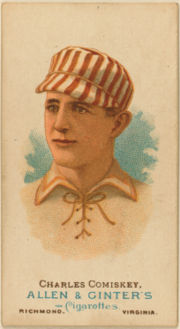 CHARLES COMISKEY,
ALLEN & GINTER'S
Cigarettes
RICHMOND, VIRGINIA.